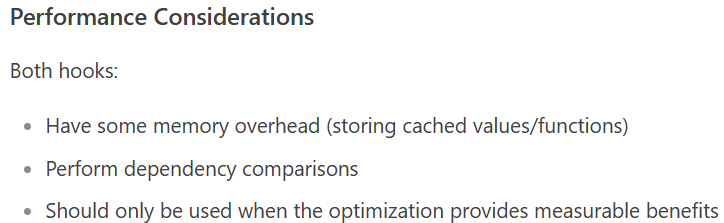 Performance Considerations
Both hooks:
Have some memory overhead (storing cached values/functions)
Perform dependency comparisons
Should only be used when the optimization provides measurable benefits